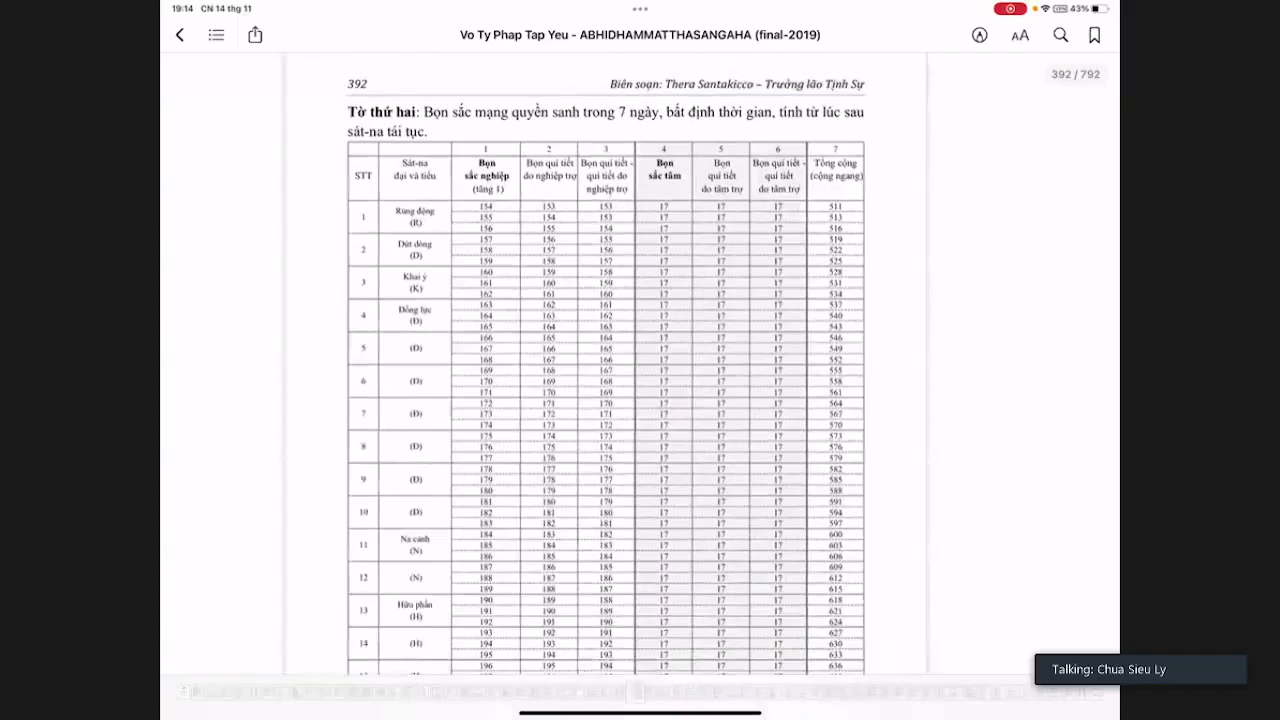 19:14 CN 14 thg 11
43%
Vo Ty Phap Tap Yeu - ABHIDHAMMATTHASANGAHA (final-2019)
AA
392 / 792
392 Biên soạn: Thera Santakicco – Trưởng lão Tịnh Sự
Tờ thứ hai: Bọn sắc mạng quyền sanh trong 7 ngày, bất định thời gian, tính từ lúc sau
sát-na tái tục.
1 2 3 4 5 6 7
STT Sát-na đại và tiểu Bọn sắc nghiệp (tăng 1) Bọn quí tiết do nghiệp trợ Bọn quí tiết - quí tiết do nghiệp trợ Bọn sắc tâm Bọn quí tiết do tâm trợ Bọn quí tiết - quí tiết do tâm trợ Tổng cộng (cộng ngang)
1 Rúng động (R)
154 153 153 17 17 17 511
155 154 153 17 17 17 513
156 155 154 17 17 17 516
2 Dứt dòng (D)
157 156 155 17 17 17 519
158 157 156 17 17 17 522
159 158 157 17 17 17 525
3 Khai ý (K)
160 159 158 17 17 17 528
161 160 159 17 17 17 531
162 161 160 17 17 17 534
4 Đổng lực (Đ)
163 162 161 17 17 17 537
164 163 162 17 17 17 540
165 164 163 17 17 17 543
5 (Đ)
166 165 164 17 17 17 546
167 166 165 17 17 17 549
168 167 166 17 17 17 552
6 (Đ)
169 168 167 17 17 17 555
170 169 168 17 17 17 558
171 170 169 17 17 17 561
7 (Đ)
172 171 170 17 17 17 564
173 172 171 17 17 17 567
174 173 172 17 17 17 570
8 (Đ)
175 174 173 17 17 17 573
176 175 174 17 17 17 576
177 176 175 17 17 17 579
9 (Đ)
178 177 176 17 17 17 582
179 178 177 17 17 17 585
180 179 178 17 17 17 588
10 (Đ)
181 180 179 17 17 17 591
182 181 180 17 17 17 594
183 182 181 17 17 17 597
11 Na cảnh (N)
184 183 182 17 17 17 600
185 184 183 17 17 17 603
186 185 184 17 17 17 606
12 (N)
187 186 185 17 17 17 609
188 187 186 17 17 17 612
189 188 187 17 17 17 615
13 Hữu phần (H)
190 189 188 17 17 17 618
191 190 189 17 17 17 621
192 191 190 17 17 17 624
14 (H)
193 192 191 17 17 17 627
194 193 192 17 17 17 630
195 194 193 17 17 17 633
196 195 194 17 17 17 636
Talking: Chua Sieu Ly